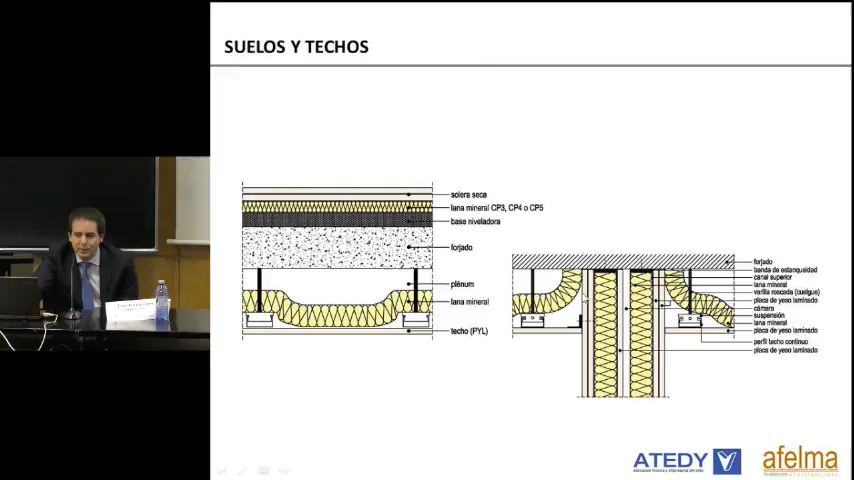 SUELOS Y TECHOS
solera seca
lana mineral CP3, CP4 o CP5
base niveladora
forjado
plénum
lana mineral
techo (PYL)
forjado
banda de estanqueidad
canal superior
lana mineral
varilla roscada (cuelgue)
placa de yeso laminado
cámara
suspensión
lana mineral
placa de yeso laminado
perfil techo continuo
placa de yeso laminado
ATEDY
afelma